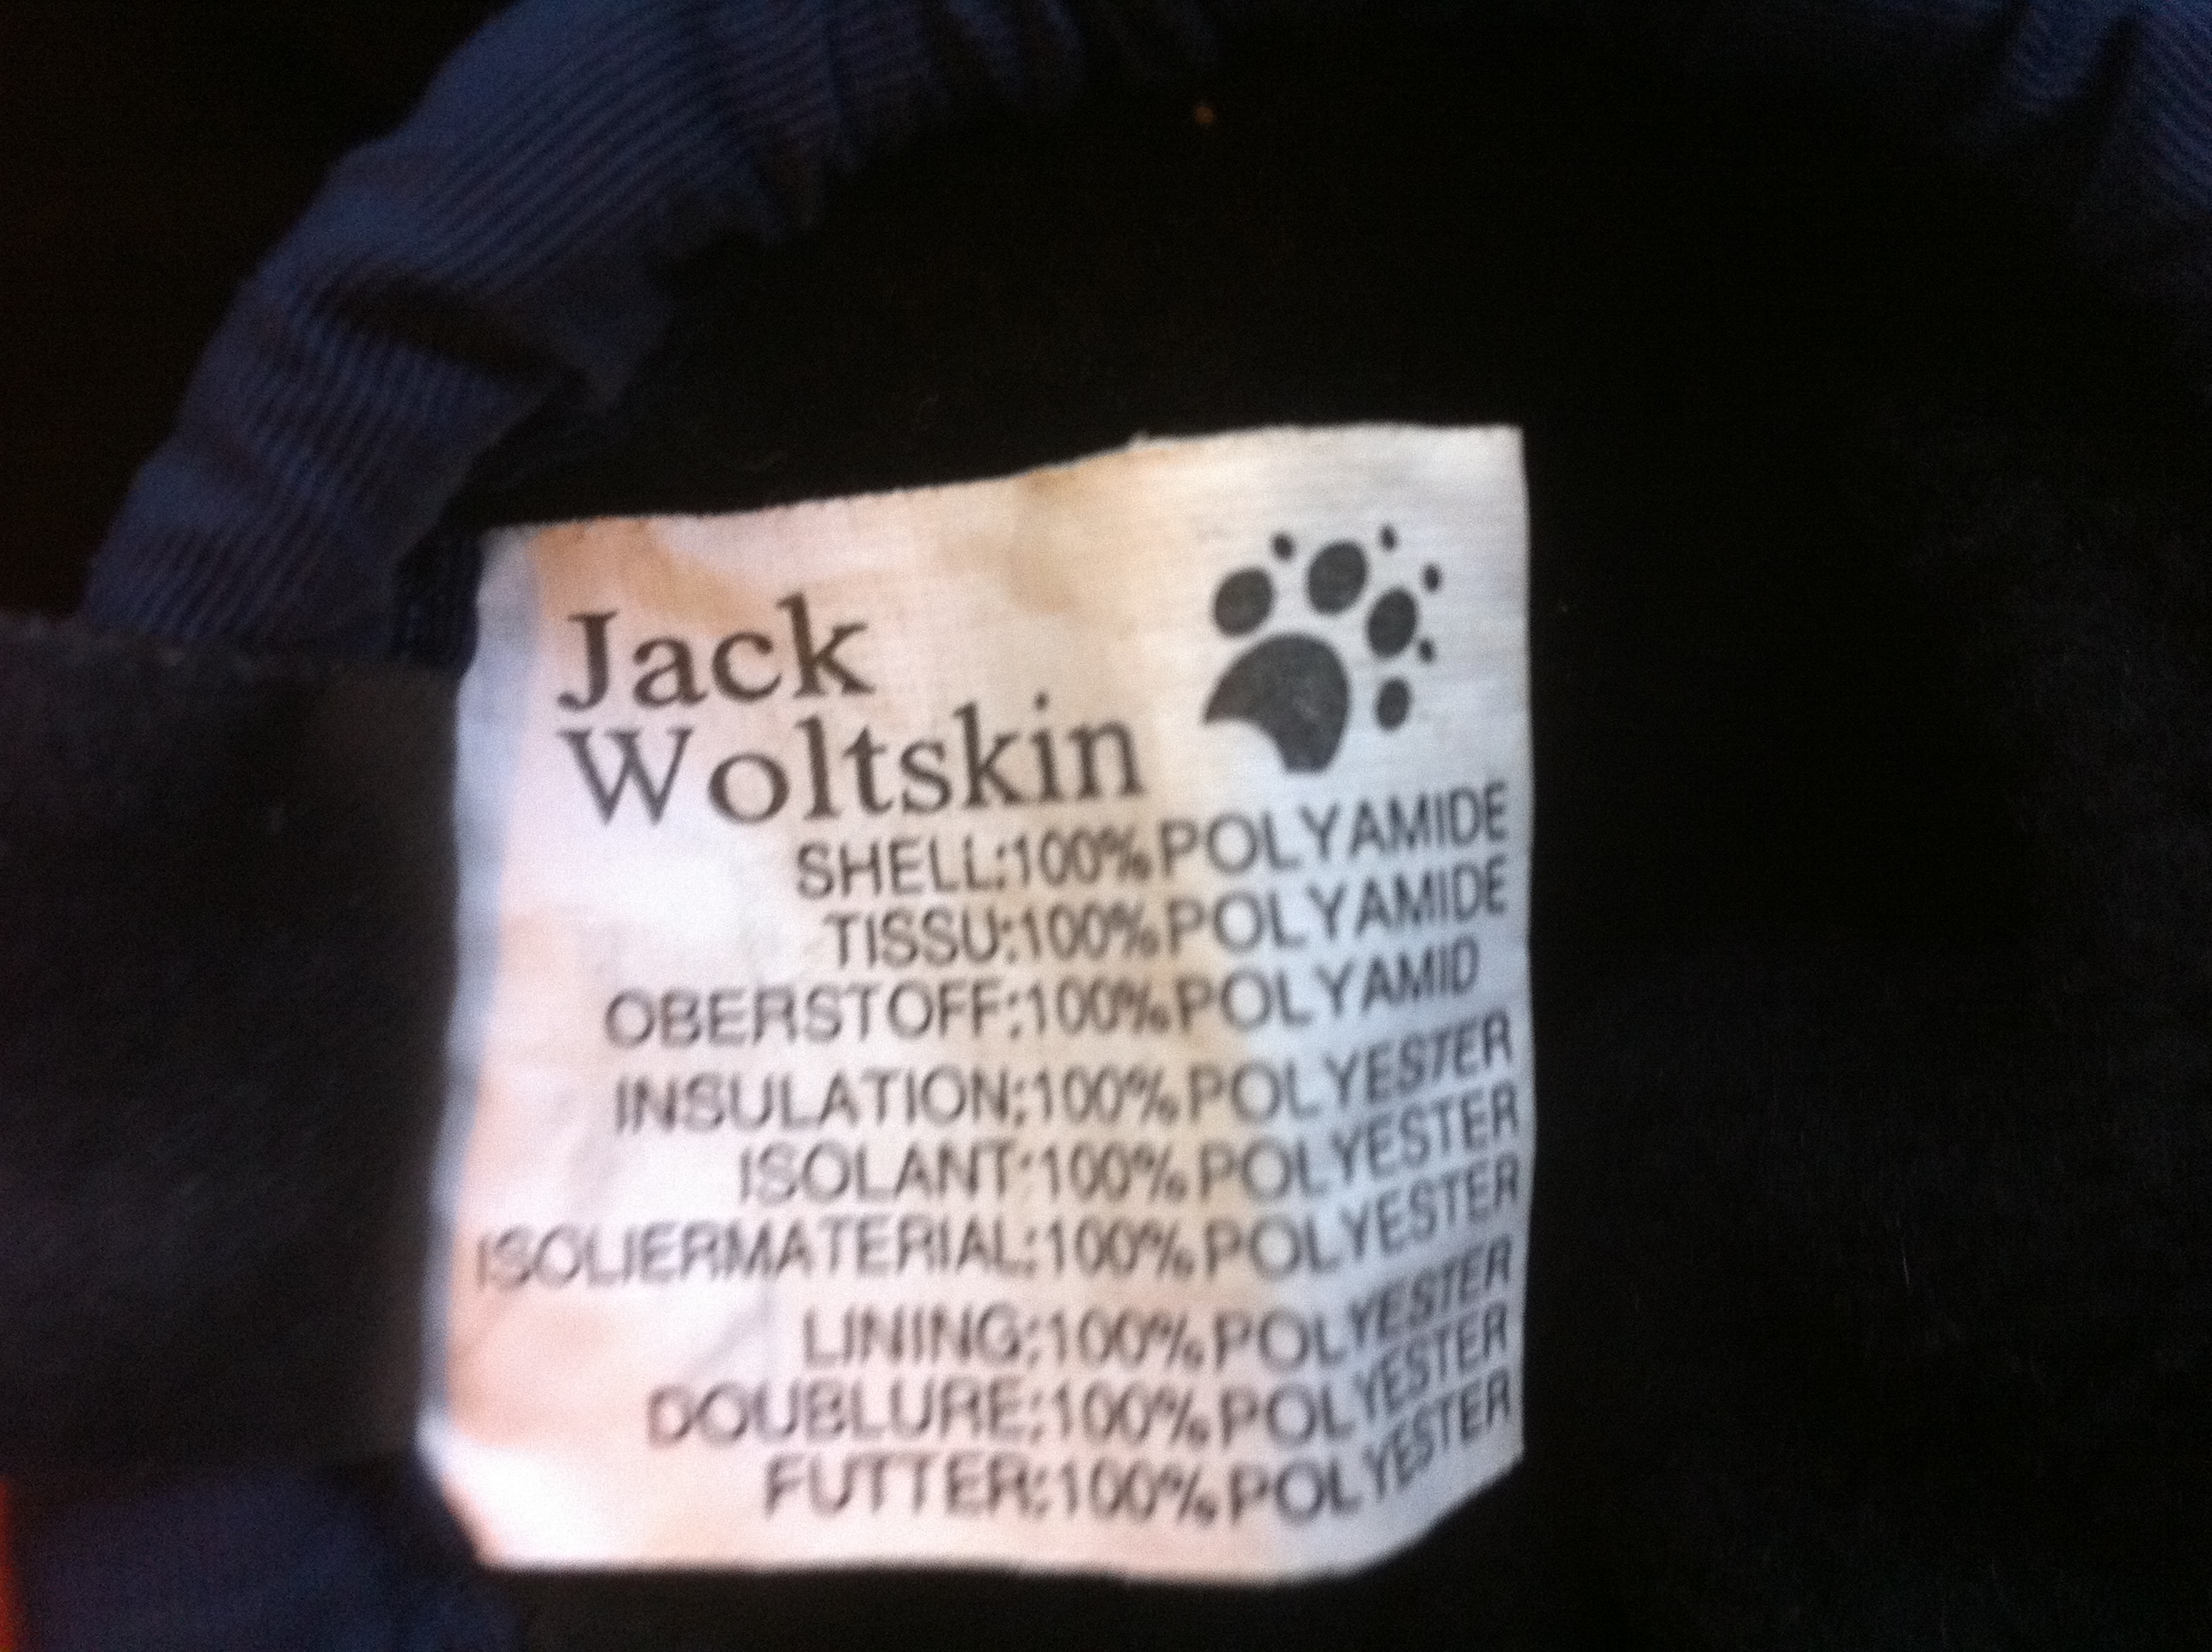 Jack
Woltskin
SHELL:100%POLYAMIDE
TISSU:100%POLYAMIDE
OBERSTOFF:100%POLYAMID
INSULATION:100%POLYESTER
ISOLANT:100%POLYESTER
ISOLIERMATERIAL:100%POLYESTER
LINING:100%POLYESTER
DOUBLURE:100%POLYESTER
FUTTER:100%POLYESTER